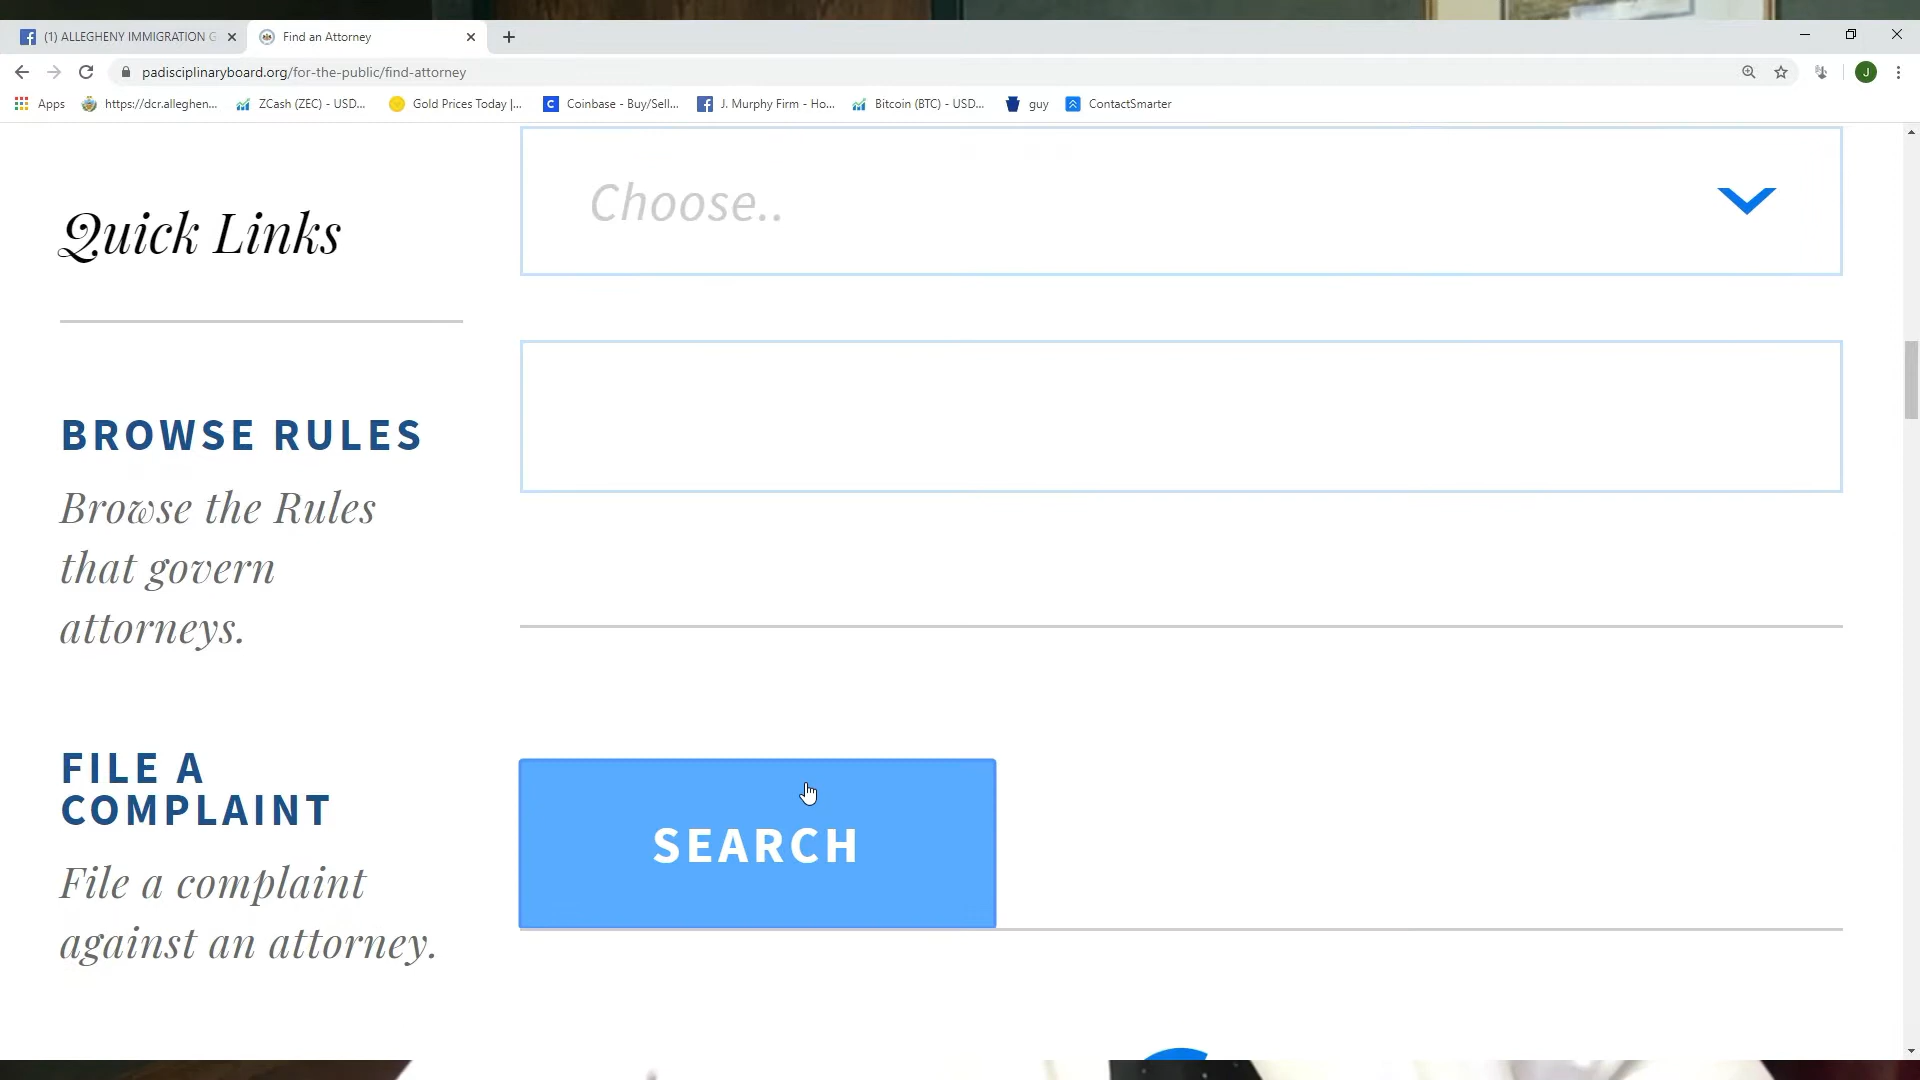 (1) ALLEGHENY IMMIGRATION G
Find an Attorney
padisciplinaryboard.org/for-the-public/find-attorney
J
Apps
https://dcr.alleghen...
ZCash (ZEC) - USD...
Gold Prices Today |...
Coinbase - Buy/Sell...
J. Murphy Firm - Ho...
Bitcoin (BTC) - USD...
guy
ContactSmarter
Choose..
Quick Links
BROWSE RULES
Browse the Rules
that govern
attorneys.
FILE A
COMPLAINT
File a complaint
against an attorney.
SEARCH